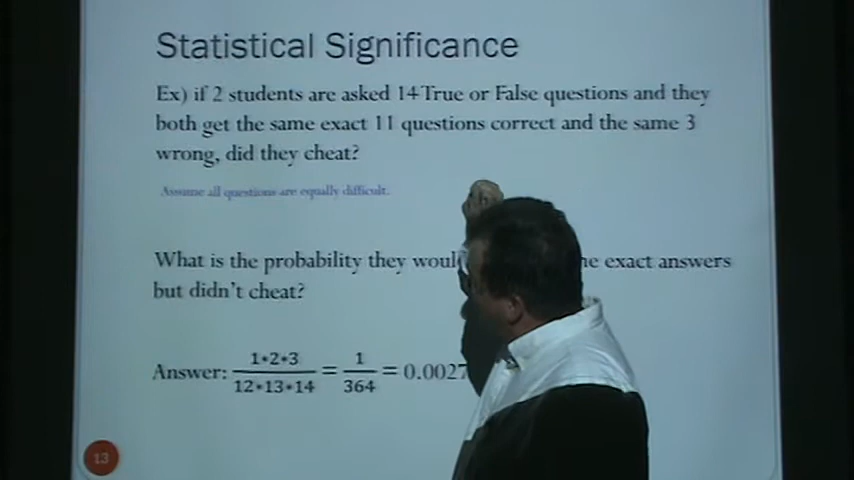 Statistical Significance
Ex) if 2 students are asked 14 True or False questions and they
both get the same exact 11 questions correct and the same 3
wrong, did they cheat?
Assume all questions are equally difficult.
What is the probability they would exact answers
but didn't cheat?
Answer: 1•2•3 / 12•13•14 = 1 / 364 = 0.0027
13